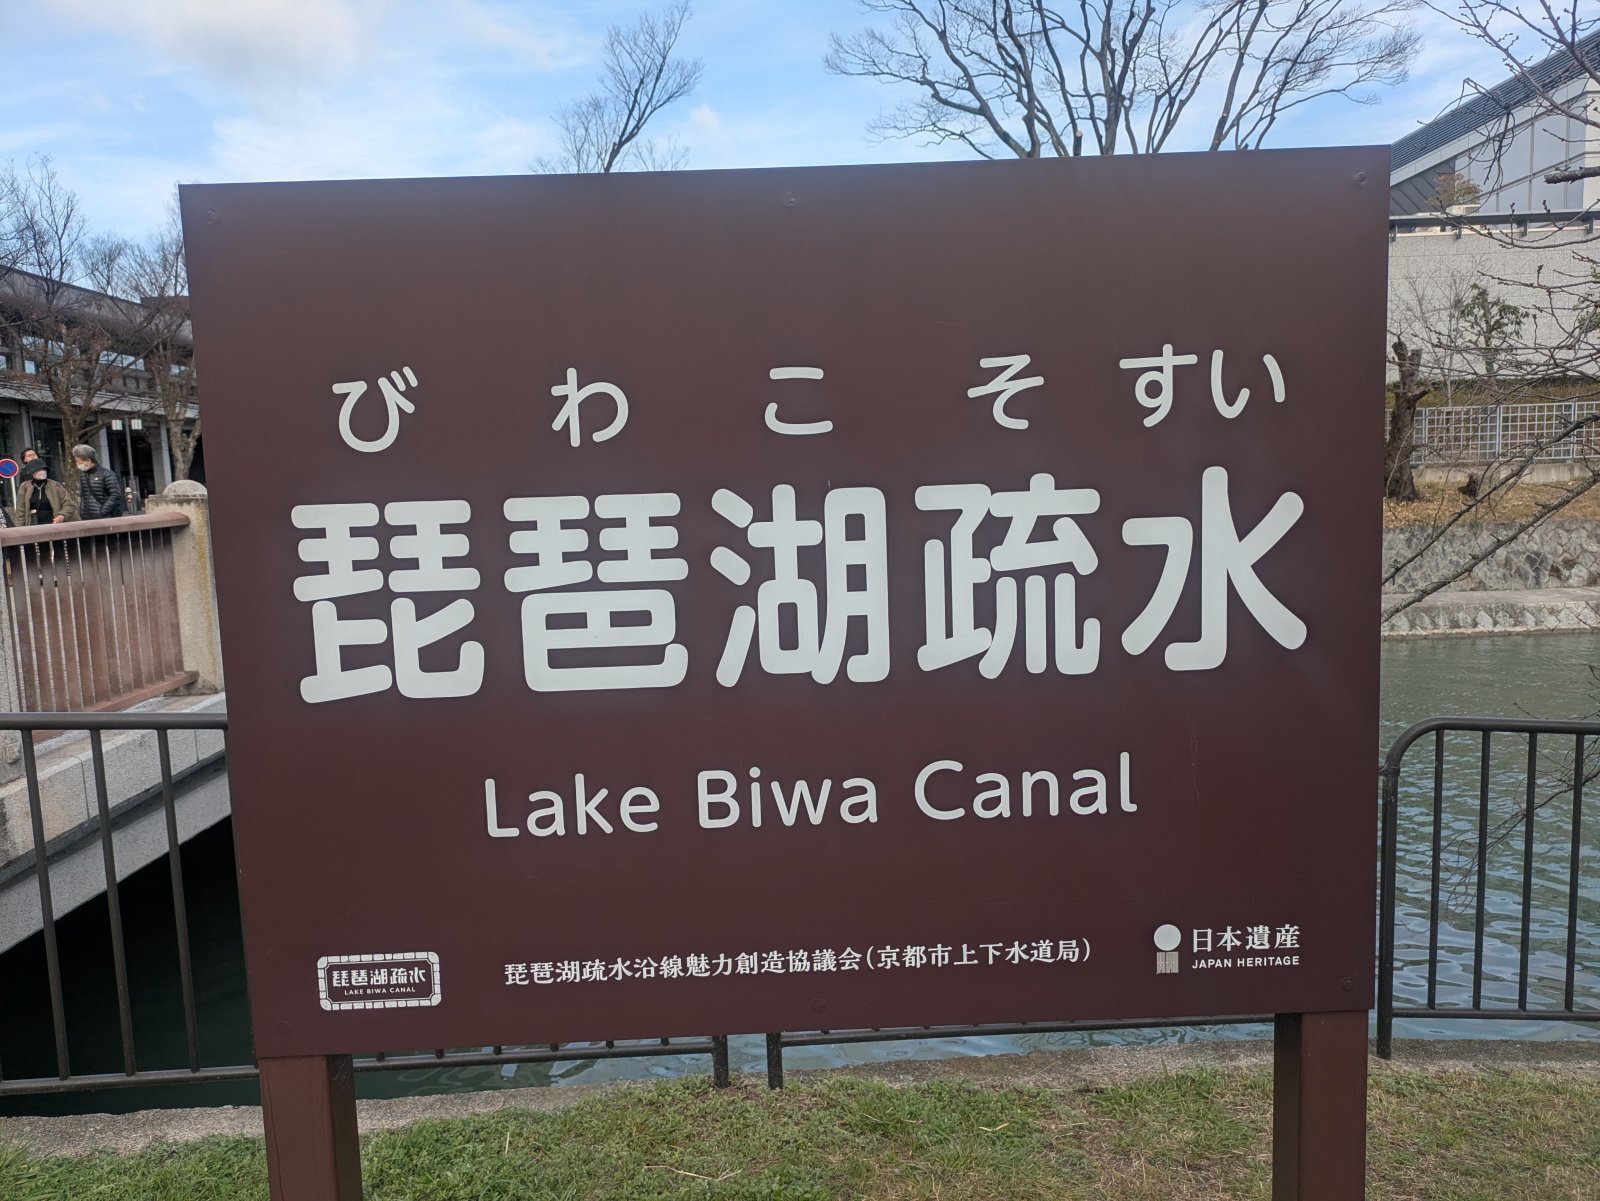 びわこそすい
琵琶湖疏水
Lake Biwa Canal
琵琶湖疏水
LAKE BIWA CANAL
琵琶湖疏水沿線魅力創造協議会(京都市上下水道局)
日本遺産
JAPAN HERITAGE